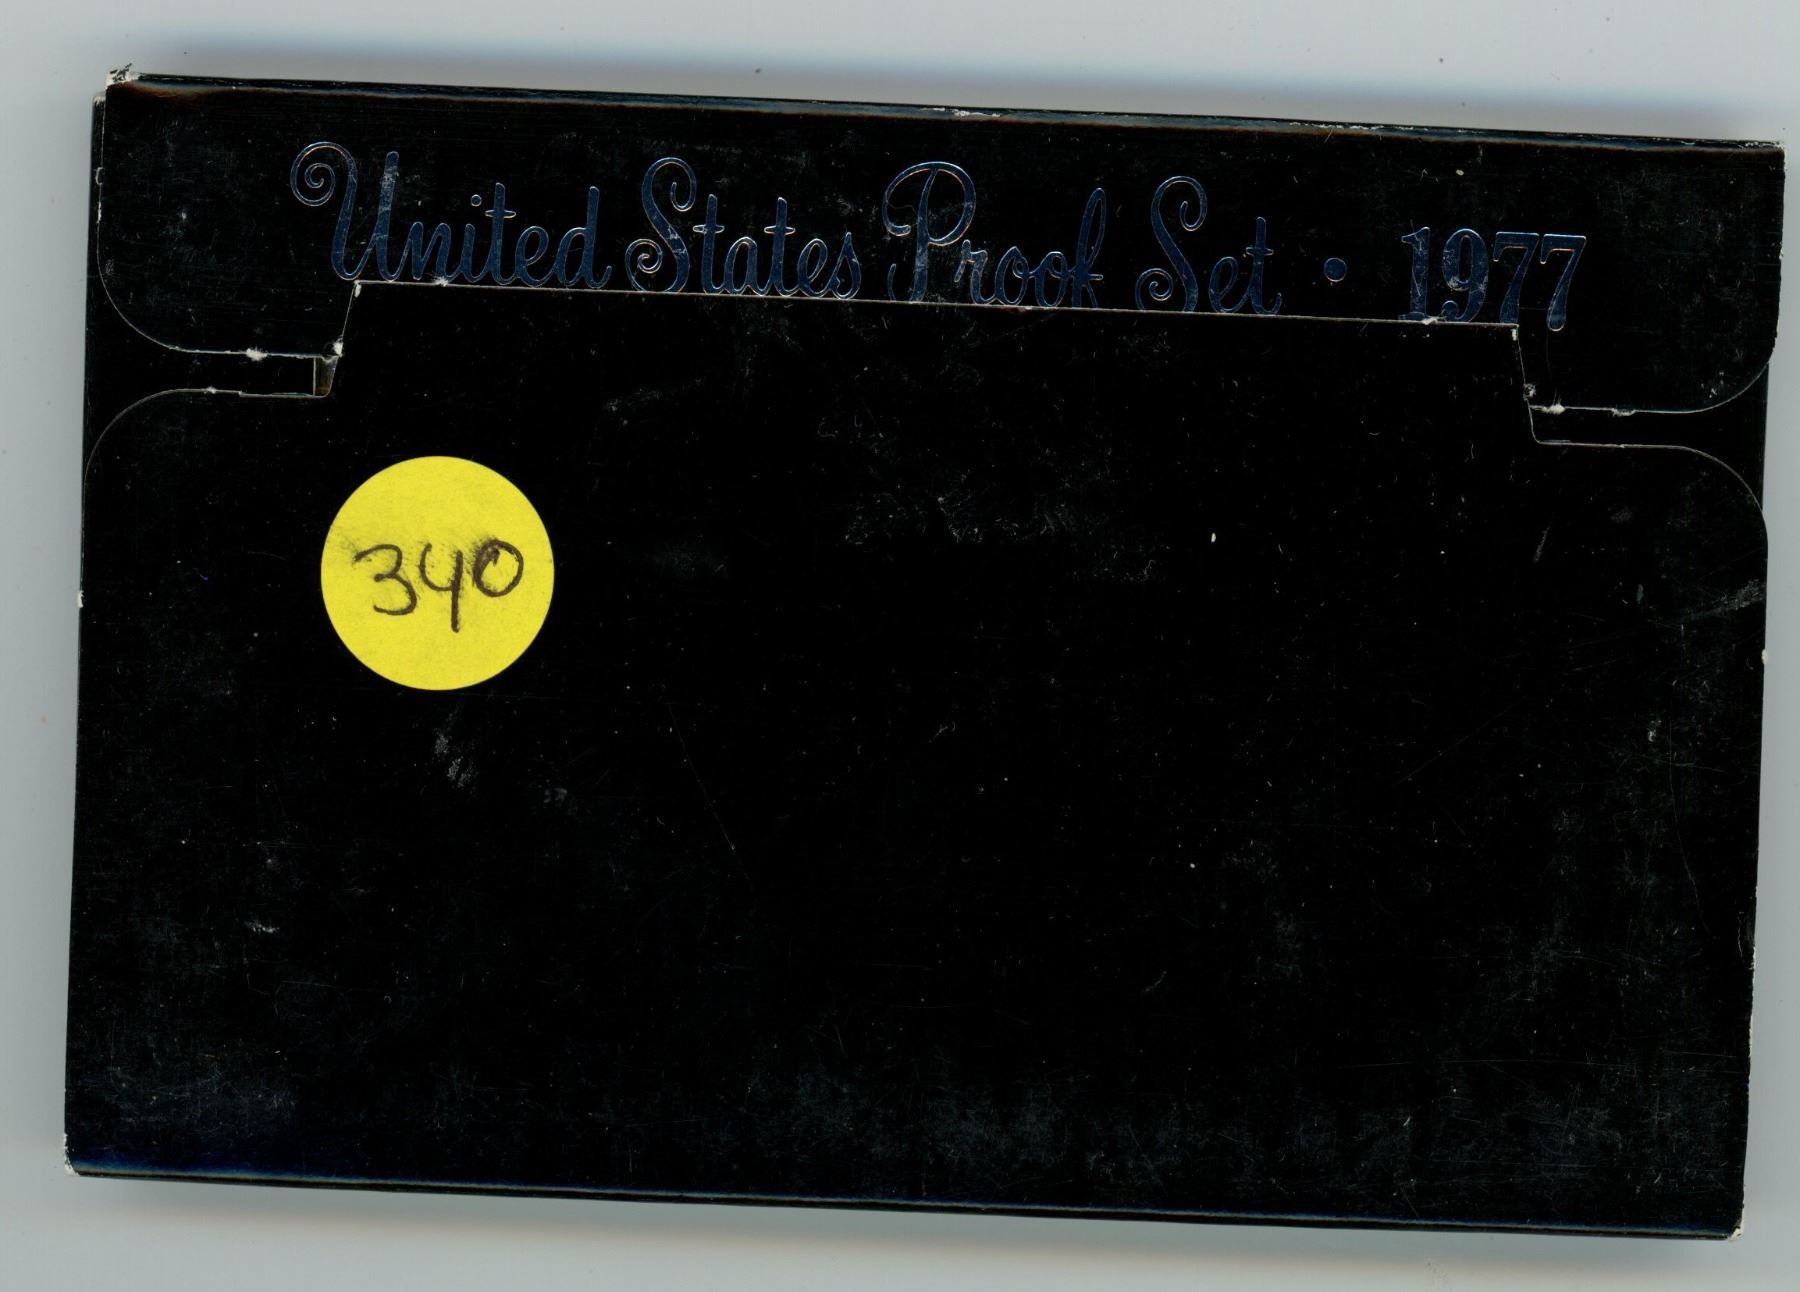 United States Proof Set • 1977
340